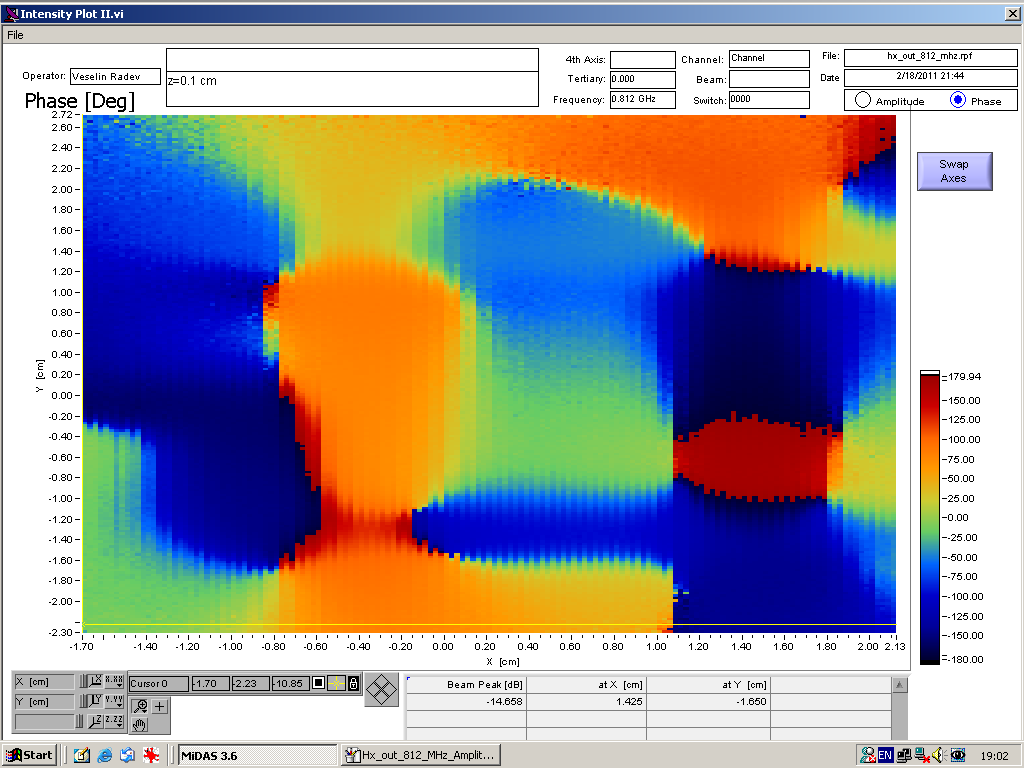 Intensity Plot II.vi
File
Operator: Veselin Radev
z=0.1 cm
4th Axis:
Tertiary: 0.000
Frequency: 0.812 GHz
Channel: Channel
Beam:
Switch: 0000
File: hx_out_812_mhz.rpf
Date 2/18/2011 21:44
Amplitude Phase
Phase [Deg]
Swap
Axes
2.72
2.60
2.40
2.20
2.00
1.80
1.60
1.40
1.20
1.00
0.80
0.60
0.40
0.20
0.00
-0.20
-0.40
-0.60
-0.80
-1.00
-1.20
-1.40
-1.60
-1.80
-2.00
-2.30
Y [cm]
-1.70 -1.40 -1.20 -1.00 -0.80 -0.60 -0.40 -0.20 0.00 0.20 0.40 0.60 0.80 1.00 1.20 1.40 1.60 1.80 2.00 2.13
X [cm]
179.94
150.00
125.00
100.00
75.00
50.00
25.00
0.00
-25.00
-50.00
-75.00
-100.00
-125.00
-150.00
-180.00
X [cm] X X.XX
Y [cm] Y Y.YY
Z Z.ZZ
Cursor 0 -1.70 -2.23 -10.85
Beam Peak [dB] at X [cm] at Y [cm]
-14.658 1.425 -1.650
Start MiDAS 3.6 Hx_out_812_MHz_Amplit... EN 19:02